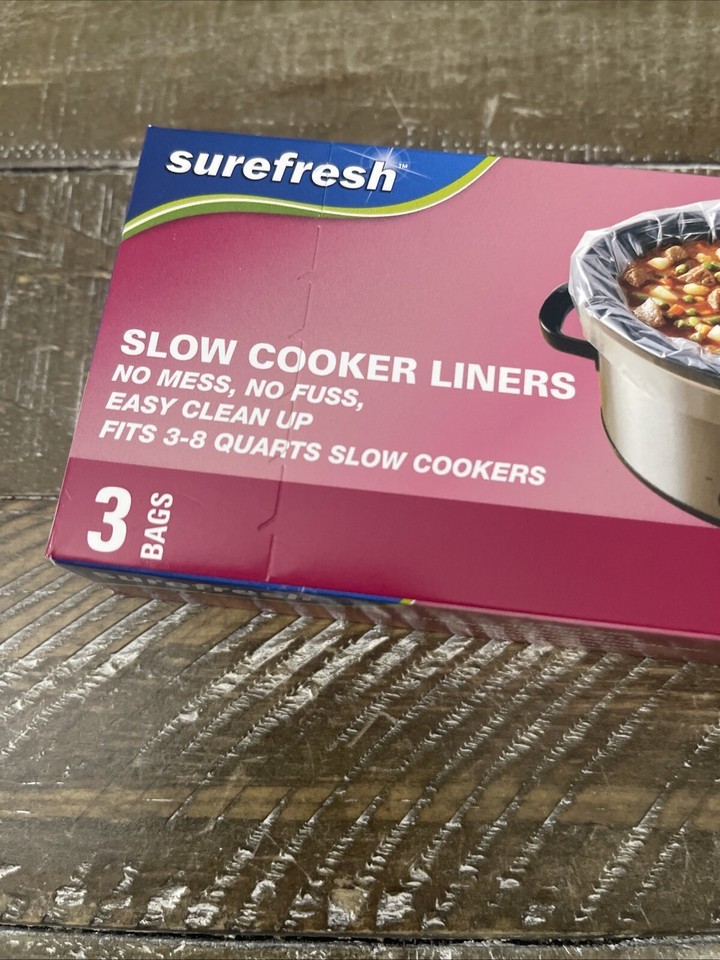 surefresh™
SLOW COOKER LINERS
NO MESS, NO FUSS,
EASY CLEAN UP
FITS 3-8 QUARTS SLOW COOKERS
3 BAGS
surefresh